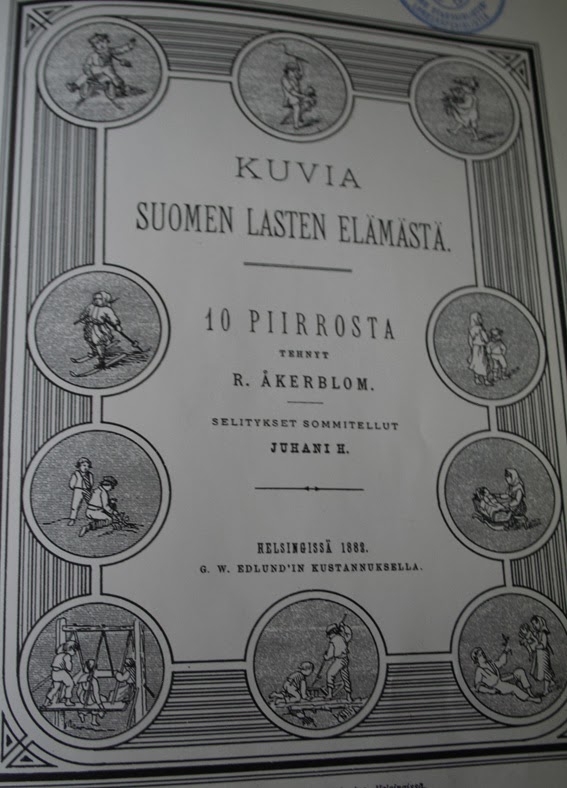 KUVIA
SUOMEN LASTEN ELÄMÄSTÄ.
10 PIIRROSTA
TEHNYT
R. ÅKERBLOM.
SELITYKSET SOMMITELLUT
JUHANI H.
HELSINGISSÄ 1882.
G. W. EDLUND'IN KUSTANNUKSELLA.